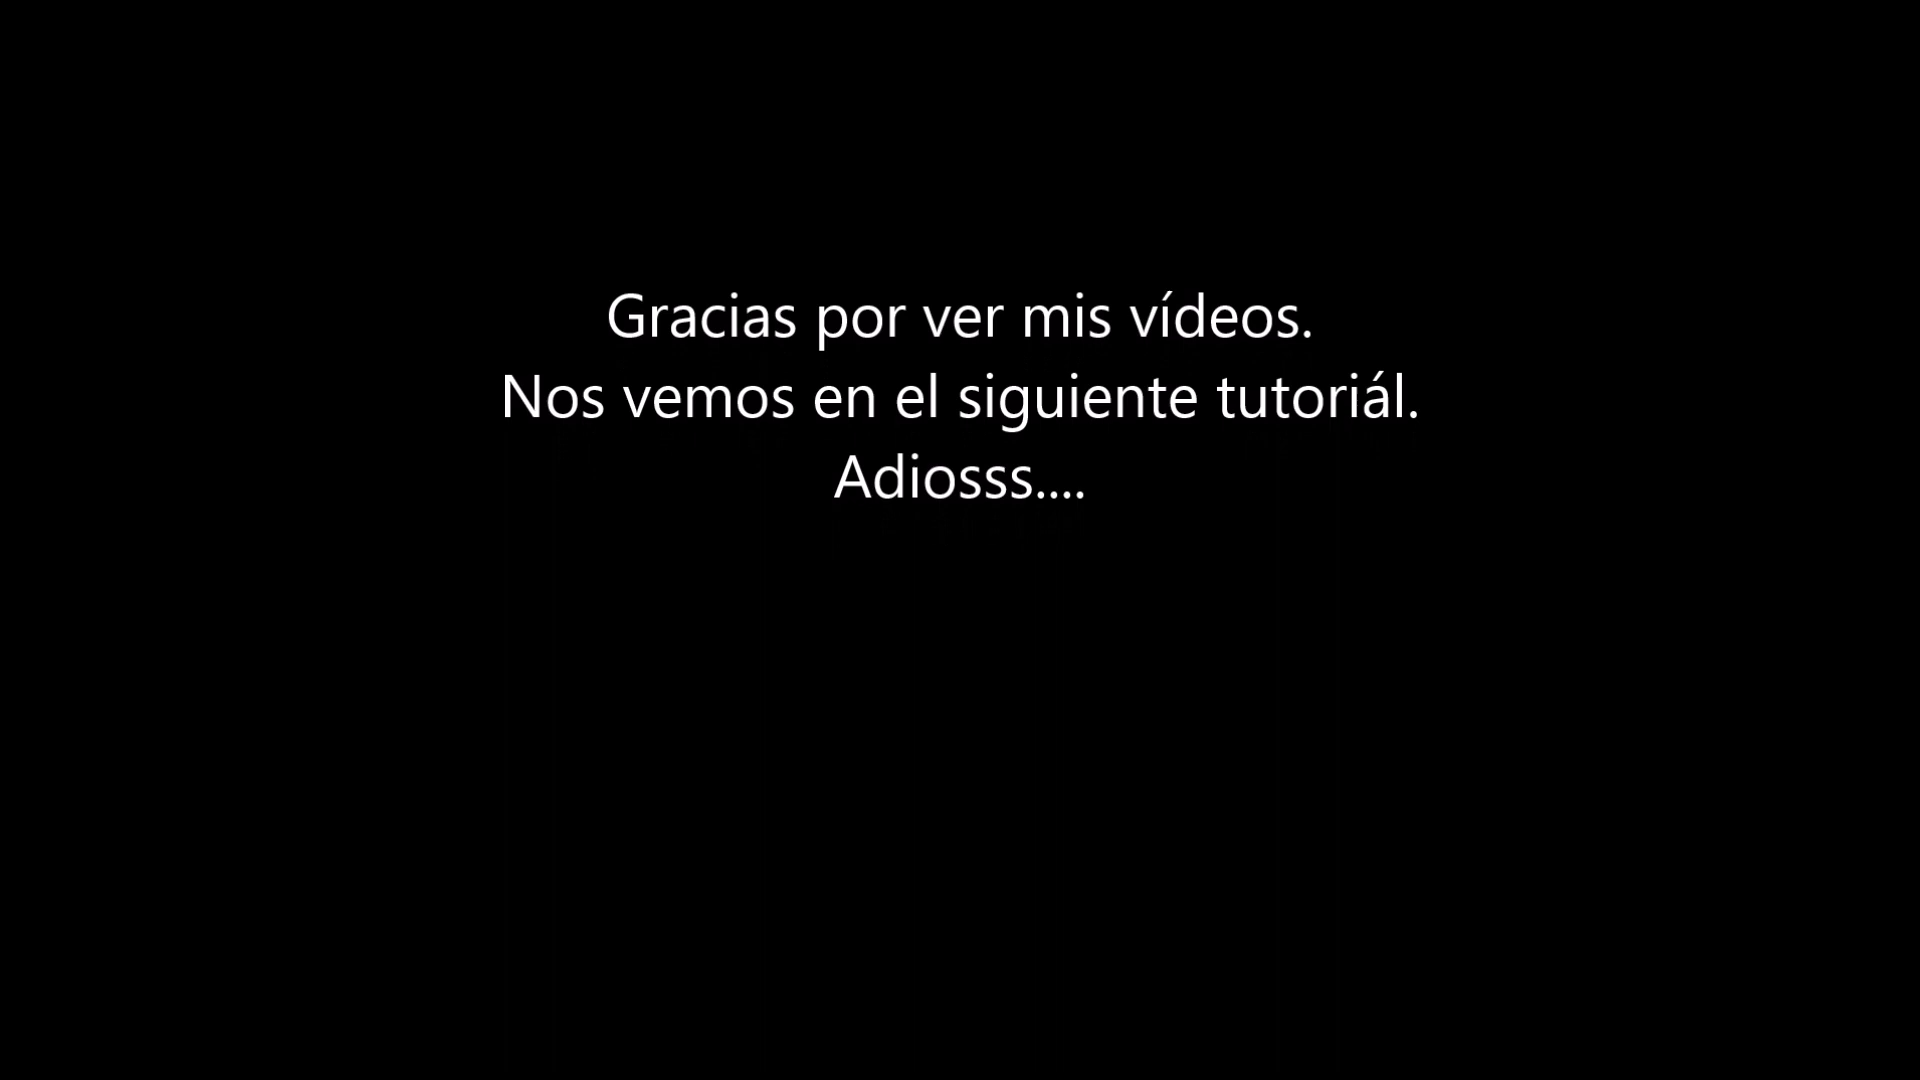 Gracias por ver mis vídeos.
Nos vemos en el siguiente tutoriál.
Adiosss....